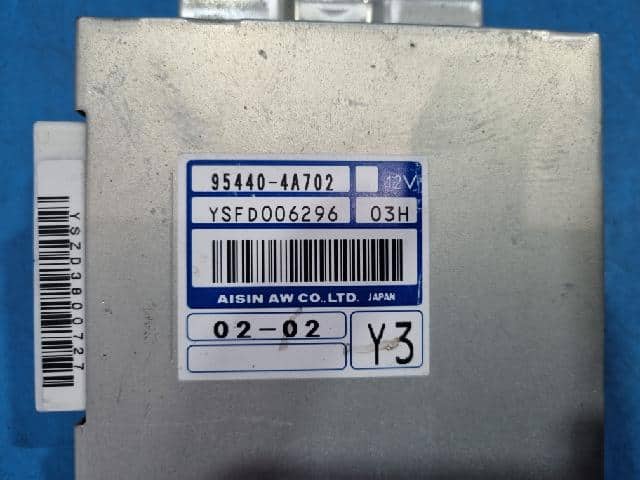 95440-4A702
12V
YSFD006296
03H
AISIN AW CO.,LTD. JAPAN
02-02
Y3
YSZD3800727